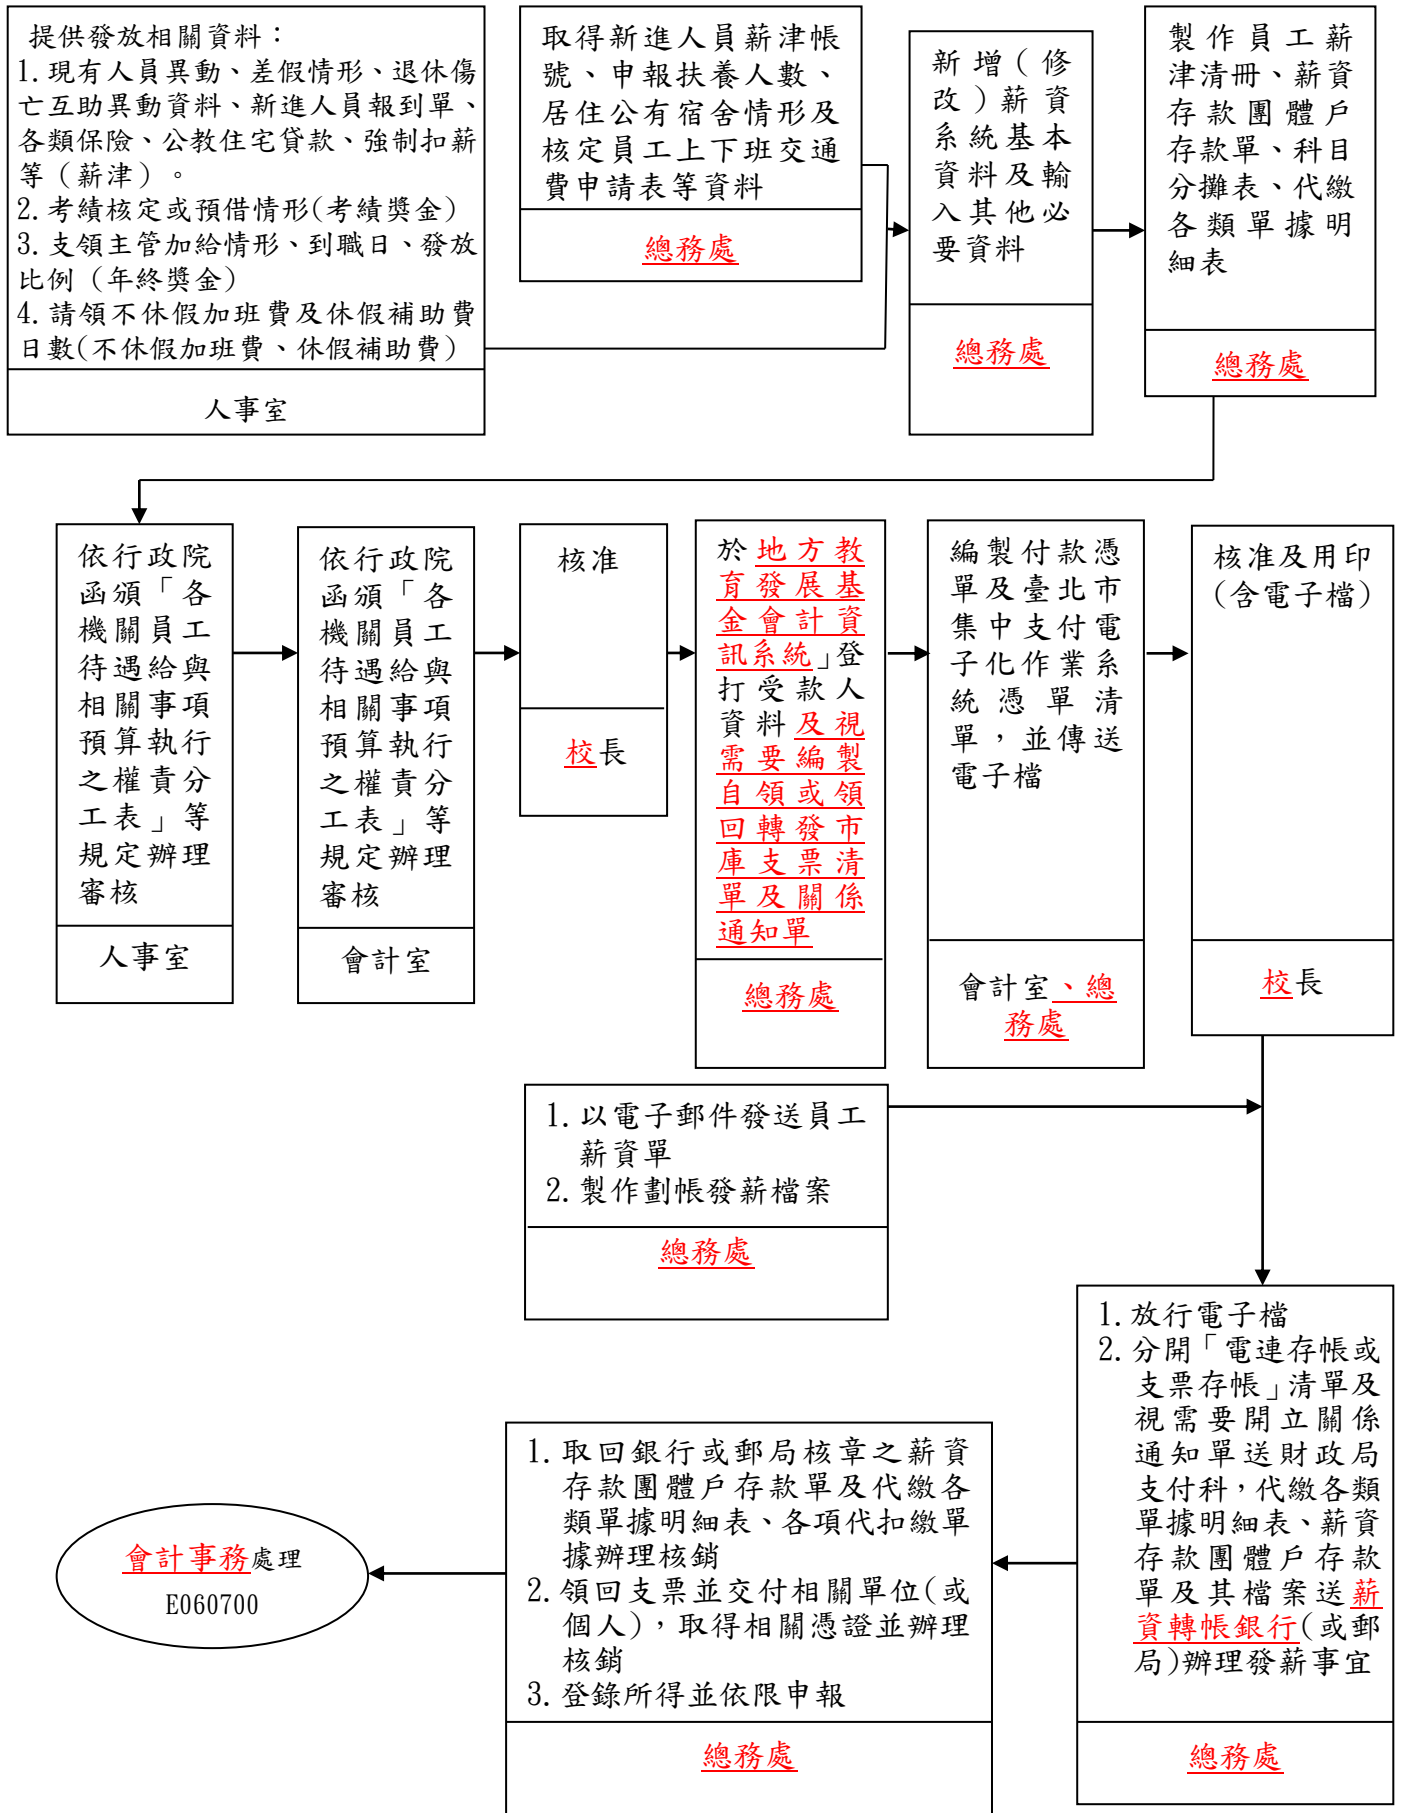 提供發放相關資料：
1.現有人員異動、差假情形、退休傷
亡互助異動資料、新進人員報到單、
各類保險、公教住宅貸款、強制扣薪
等（薪津）。
2.考績核定或預借情形(考績獎金)
3.支領主管加給情形、到職日、發放
比例（年終獎金)
4.請領不休假加班費及休假補助費
日數(不休假加班費、休假補助費)
人事室
取得新進人員薪津帳
號、申報扶養人數、
居住公有宿舍情形及
核定員工上下班交通
費申請表等資料
總務處
新增（修
改）薪資
系統基本
資料及輸
入其他必
要資料
總務處
製作員工薪
津清冊、薪資
存款團體戶
存款單、科目
分攤表、代繳
各類單據明
細表
總務處
依行政院
函頒「各
機關員工
待遇給與
相關事項
預算執行
之權責分
工表」等
規定辦理
審核
人事室
依行政院
函頒「各
機關員工
待遇給與
相關事項
預算執行
之權責分
工表」等
規定辦理
審核
會計室
核准
校長
於地方教
育發展基
金會計資
訊系統」登
打受款人
資料及視
需要編製
自領或領
回轉發市
庫支票清
單及關係
通知單
總務處
編製付款憑
單及臺北市
集中支付電
子化作業系
統憑單清
單，並傳送
電子檔
會計室、總
務處
核准及用印
(含電子檔)
校長
1.以電子郵件發送員工
薪資單
2.製作劃帳發薪檔案
總務處
1.放行電子檔
2.分開「電連存帳或
支票存帳」清單及
視需要開立關係
通知單送財政局
支付科，代繳各類
單據明細表、薪資
存款團體戶存款
單及其檔案送薪
資轉帳銀行(或郵
局)辦理發薪事宜
總務處
1.取回銀行或郵局核章之薪資
存款團體戶存款單及代繳各
類單據明細表、各項代扣繳單
據辦理核銷
2.領回支票並交付相關單位(或
個人)，取得相關憑證並辦理
核銷
3.登錄所得並依限申報
總務處
會計事務處理
E060700